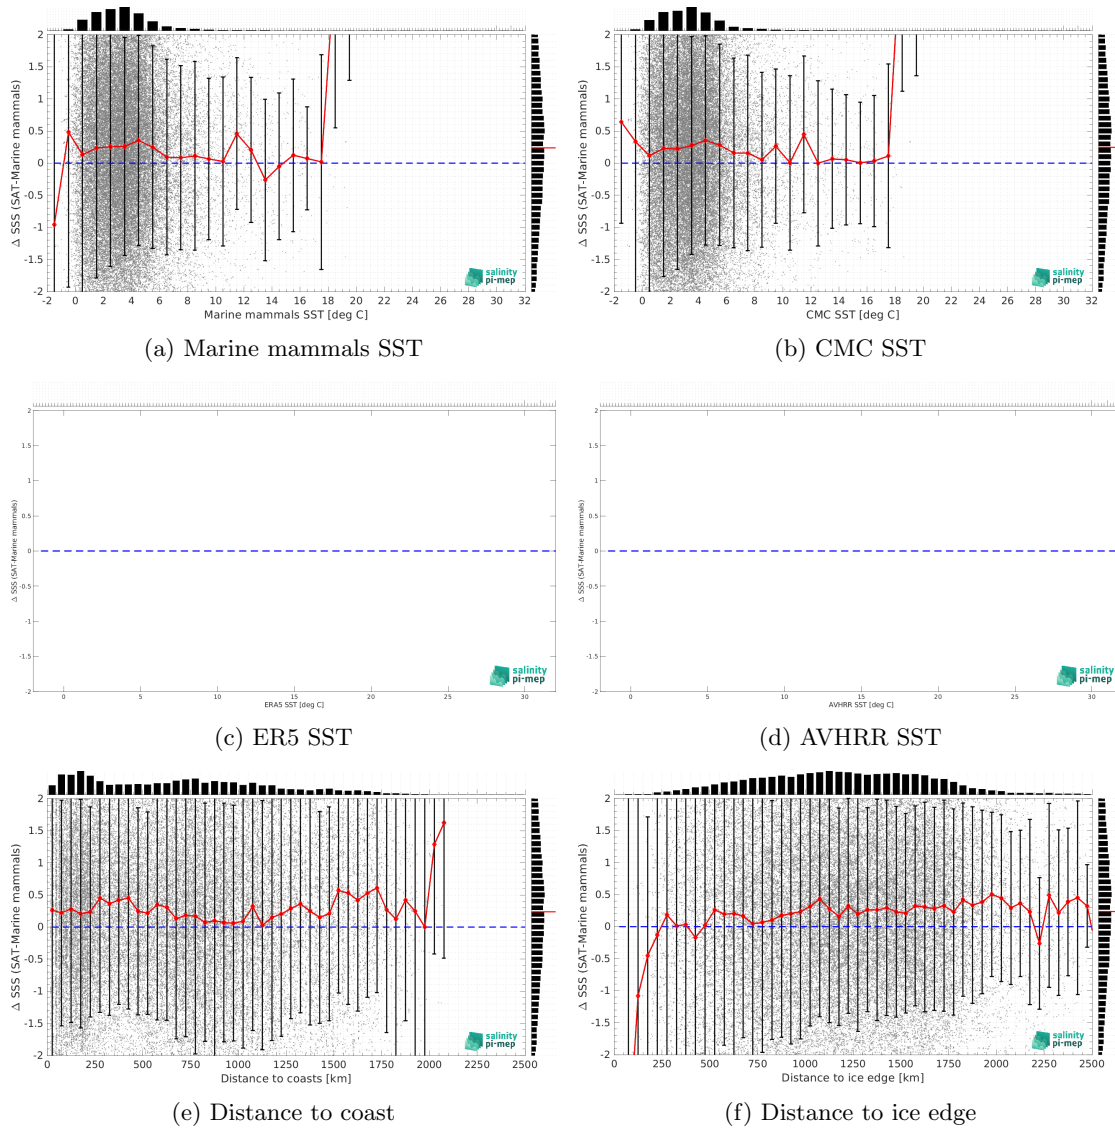 2
1.5
1
0.5
0
-0.5
-1
-1.5
-2
Δ SSS (SAT-Marine mammals)
-2 0 2 4 6 8 10 12 14 16 18 20 22 24 26 28 30 32
Marine mammals SST [deg C]
salinity
pi-mep
(a) Marine mammals SST
2
1.5
1
0.5
0
-0.5
-1
-1.5
-2
Δ SSS (SAT-Marine mammals)
-2 0 2 4 6 8 10 12 14 16 18 20 22 24 26 28 30 32
CMC SST [deg C]
salinity
pi-mep
(b) CMC SST
2
1.5
1
0.5
0
-0.5
-1
-1.5
-2
Δ SSS (SAT-Marine mammals)
0 5 10 15 20 25 30
ERA5 SST [deg C]
salinity
pi-mep
(c) ER5 SST
2
1.5
1
0.5
0
-0.5
-1
-1.5
-2
Δ SSS (SAT-Marine mammals)
0 5 10 15 20 25 30
AVHRR SST [deg C]
salinity
pi-mep
(d) AVHRR SST
2
1.5
1
0.5
0
-0.5
-1
-1.5
-2
Δ SSS (SAT-Marine mammals)
0 250 500 750 1000 1250 1500 1750 2000 2250 2500
Distance to coasts [km]
salinity
pi-mep
(e) Distance to coast
2
1.5
1
0.5
0
-0.5
-1
-1.5
-2
Δ SSS (SAT-Marine mammals)
0 250 500 750 1000 1250 1500 1750 2000 2250 2500
Distance to ice edge [km]
salinity
pi-mep
(f) Distance to ice edge